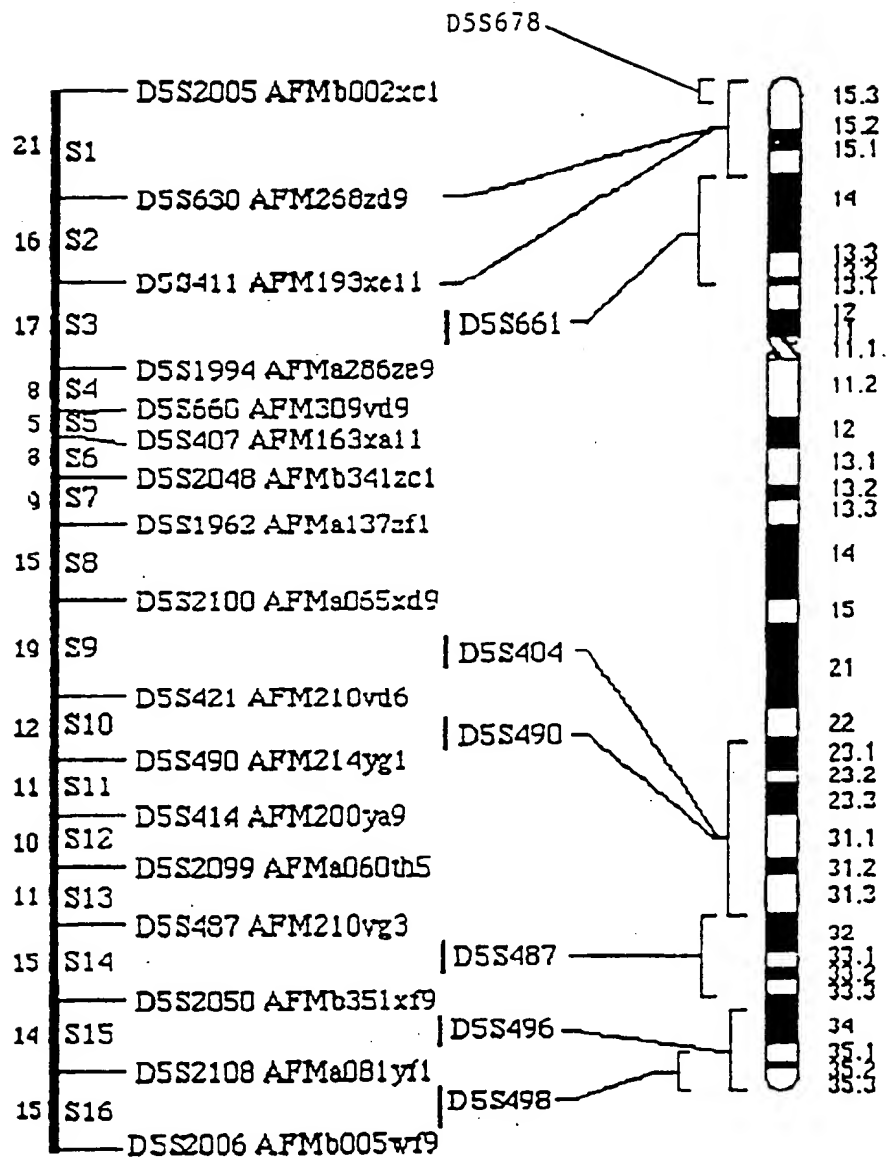 D5S678
D5S2005 AFMb002xc1
21 S1
D5S630 AFM268zd9
16 S2
D5S411 AFM193xe11
17 S3
D5S661
D5S1994 AFMa286ze9
8 S4
D5S660 AFM309vd9
5 S5
D5S407 AFM163xa11
8 S6
D5S2048 AFMb341zc1
9 S7
D5S1962 AFMa137zf1
15 S8
D5S2100 AFMa065xd9
19 S9
D5S404
D5S421 AFM210vd6
12 S10
D5S490
D5S490 AFM214yg1
11 S11
D5S414 AFM200ya9
10 S12
D5S2099 AFMa060th5
11 S13
D5S487 AFM210vg3
15 S14
D5S487
D5S2050 AFMb351xf9
14 S15
D5S496
D5S2108 AFMa081yf1
15 S16
D5S498
D5S2006 AFMb005wf9
15.3
15.2
15.1
14
13.3
13.2
13.1
12
11
11.1.
11.2
12
13.1
13.2
13.3
14
15
21
22
23.1
23.2
23.3
31.1
31.2
31.3
32
33.1
33.2
33.3
34
35.1
35.2
35.3